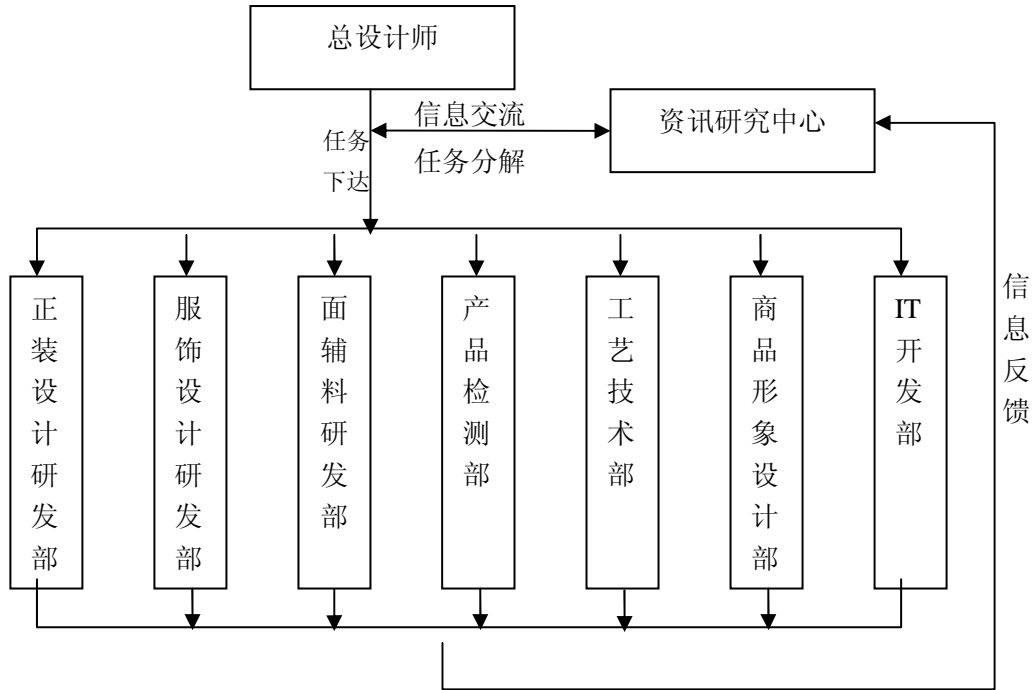 总设计师
信息交流
资讯研究中心
任务
下达
任务分解
正装设计研发部
服饰设计研发部
面辅料研发部
产品检测部
工艺技术部
商品形象设计部
IT开发部
信息反馈